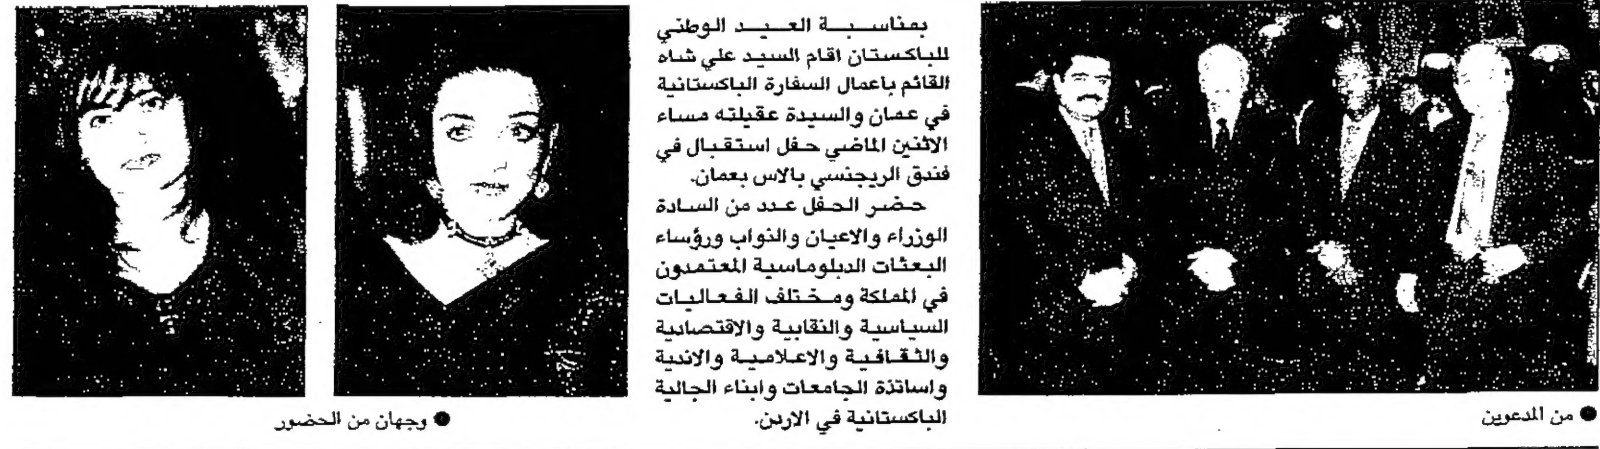 بمناسبة العيد الوطني
للباكستان اقام السيد علي شاه
القائم بأعمال السفارة الباكستانية
في عمان والسيدة عقيلته مساء
الاثنين الماضي حفل استقبال في
فندق الريجنسي بالاس بعمان.
حضر الحفل عدد من السادة
الوزراء والاعيان والنواب ورؤساء
البعثات الدبلوماسية المعتمدون
في المملكة ومختلف الفعاليات
السياسية والنقابية والاقتصادية
والثقافية والاعلامية والاندية
واساتذة الجامعات وابناء الجالية
الباكستانية في الاردن.
● من المدعوين
● وجهان من الحضور